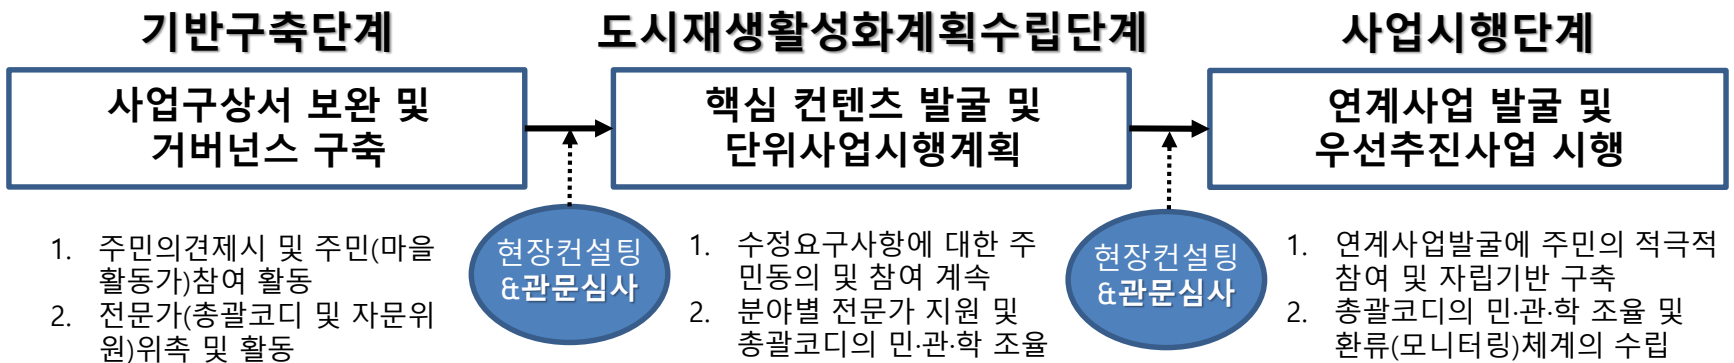 기반구축단계
사업구상서 보완 및
거버넌스 구축
1. 주민의견제시 및 주민(마을
활동가)참여 활동
2. 전문가(총괄코디 및 자문위
원)위촉 및 활동
현장컨설팅
&관문심사
도시재생활성화계획수립단계
핵심 컨텐츠 발굴 및
단위사업시행계획
1. 수정요구사항에 대한 주
민동의 및 참여 계속
2. 분야별 전문가 지원 및
총괄코디의 민·관·학 조율
현장컨설팅
&관문심사
사업시행단계
연계사업 발굴 및
우선추진사업 시행
1. 연계사업발굴에 주민의 적극적
참여 및 자립기반 구축
2. 총괄코디의 민·관·학 조율 및
환류(모니터링)체계의 수립